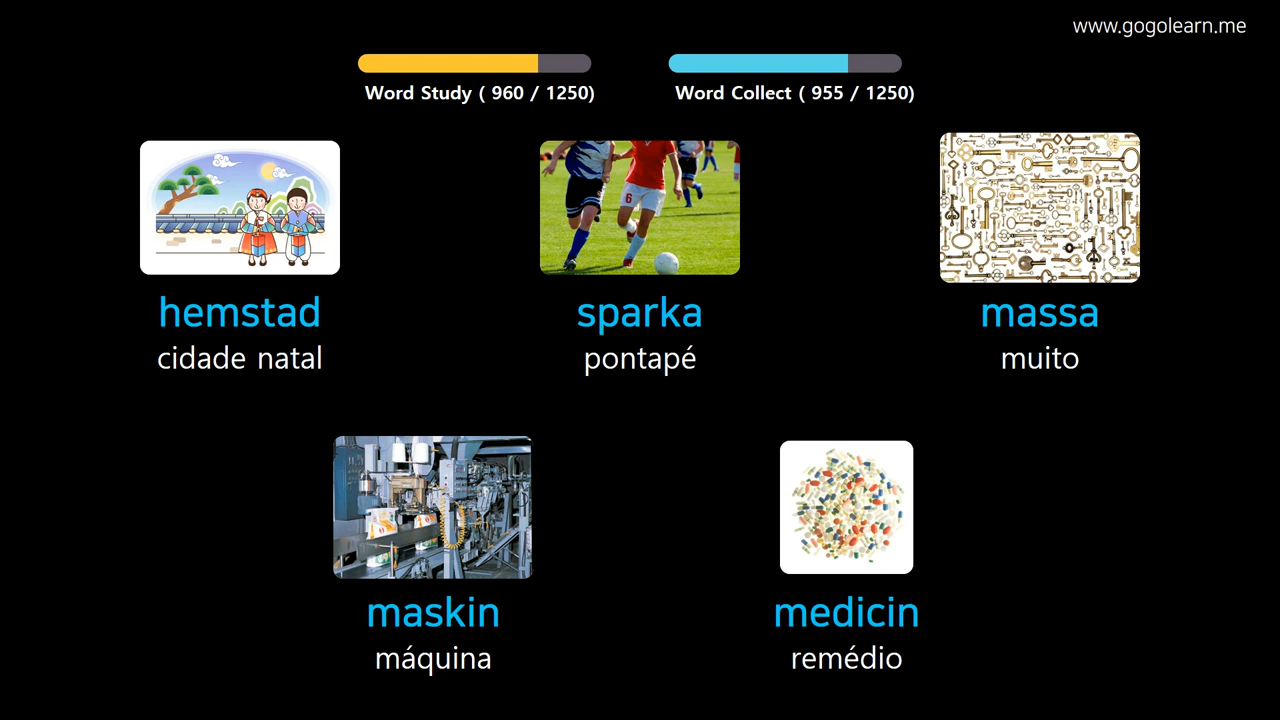 www.gogolearn.me
Word Study ( 960 / 1250)
Word Collect ( 955 / 1250)
hemstad
cidade natal
sparka
pontapé
massa
muito
maskin
máquina
medicin
remédio